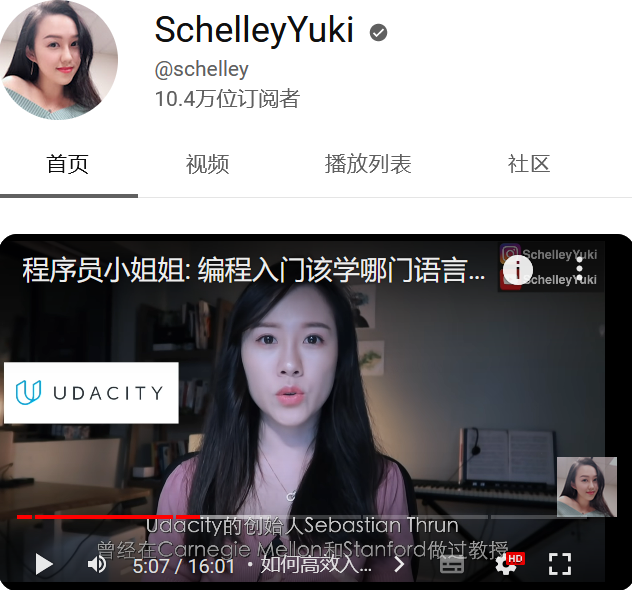 SchelleyYuki
@schelley
10.4万位订阅者
首页 视频 播放列表 社区
程序员小姐姐: 编程入门该学哪门语言...
SchelleyYuki
SchelleyYuki
UDACITY
Udacity的创始人Sebastian Thrun
曾经在Carnegie Mellon和Stanford做过教授
5:07 / 16:01 • 如何高效入...
HD